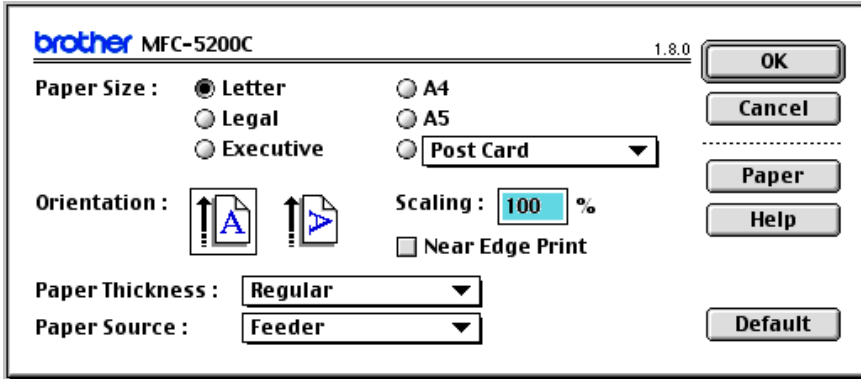 brother MFC-5200C 1.8.0
OK
Paper Size : Letter A4
Legal A5
Cancel
Executive Post Card
Paper
Orientation : A A Scaling : 100 %
Help
Near Edge Print
Paper Thickness : Regular
Paper Source : Feeder
Default